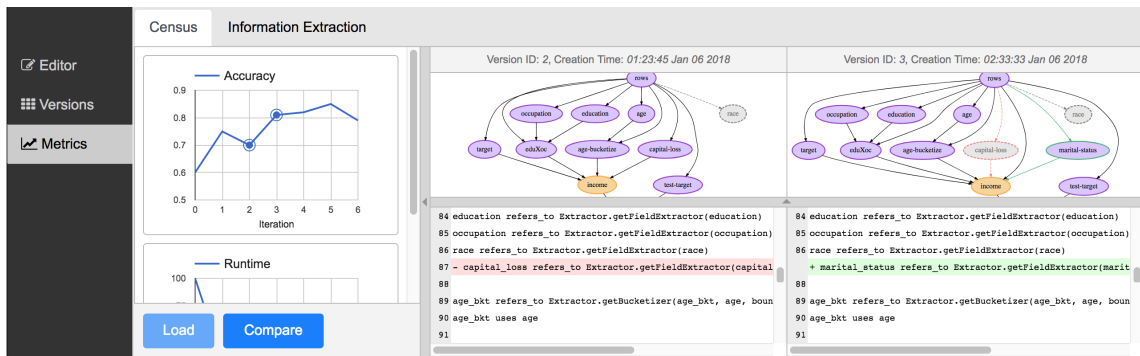 Census Information Extraction
Editor
Versions
Metrics
Accuracy
0.9
0.8
0.7
0.6
0.5
0 1 2 3 4 5 6
Iteration
Runtime
100
Load Compare
Version ID: 2, Creation Time: 01:23:45 Jan 06 2018
rows
occupation education age race
target eduXoc age-bucketize capital-loss
income test-target
84 education refers_to Extractor.getFieldExtractor(education)
85 occupation refers_to Extractor.getFieldExtractor(occupation)
86 race refers_to Extractor.getFieldExtractor(race)
87 - capital_loss refers_to Extractor.getFieldExtractor(capital
88
89 age_bkt refers_to Extractor.getBucketizer(age_bkt, age, boun
90 age_bkt uses age
91
Version ID: 3, Creation Time: 02:33:33 Jan 06 2018
rows
occupation education age race
target eduXoc age-bucketize capital-loss marital-status
income test-target
84 education refers_to Extractor.getFieldExtractor(education)
85 occupation refers_to Extractor.getFieldExtractor(occupation)
86 race refers_to Extractor.getFieldExtractor(race)
+ marital_status refers_to Extractor.getFieldExtractor(marit
88
89 age_bkt refers_to Extractor.getBucketizer(age_bkt, age, boun
90 age_bkt uses age
91